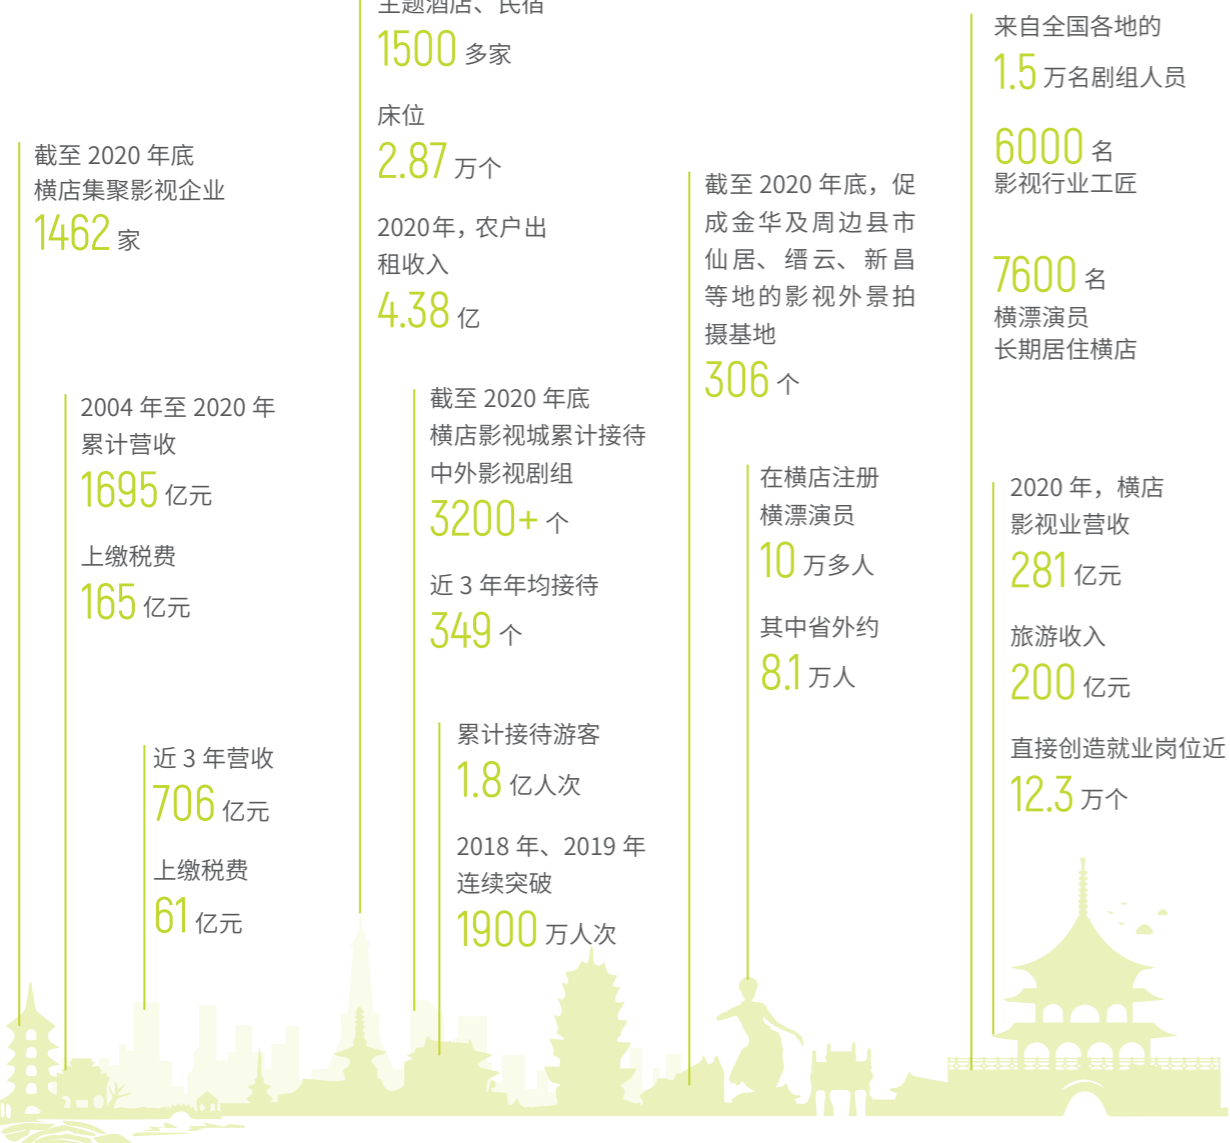 截至 2020 年底
横店集聚影视企业
1462 家
2004 年至 2020 年
累计营收
1695 亿元
上缴税费
165 亿元
近 3 年营收
706 亿元
上缴税费
61 亿元
主题酒店、民宿
1500 多家
床位
2.87 万个
2020年，农户出
租收入
4.38 亿
截至 2020 年底
横店影视城累计接待
中外影视剧组
3200+ 个
近 3 年年均接待
349 个
累计接待游客
1.8 亿人次
2018 年、2019 年
连续突破
1900 万人次
截至 2020 年底，促
成金华及周边县市
仙居、缙云、新昌
等地的影视外景拍
摄基地
306 个
在横店注册
横漂演员
10 万多人
其中省外约
8.1 万人
来自全国各地的
1.5 万名剧组人员
6000 名
影视行业工匠
7600 名
横漂演员
长期居住横店
2020 年，横店
影视业营收
281 亿元
旅游收入
200 亿元
直接创造就业岗位近
12.3 万个